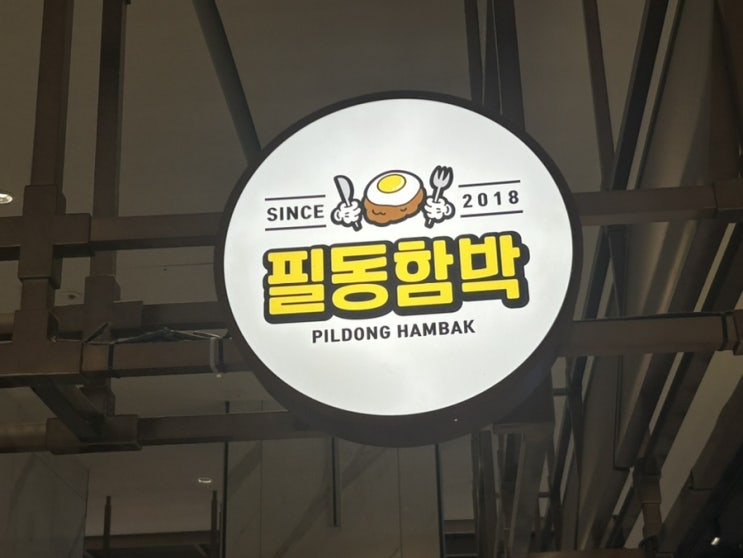 SINCE 2018
필동함박
PILDONG HAMBAK